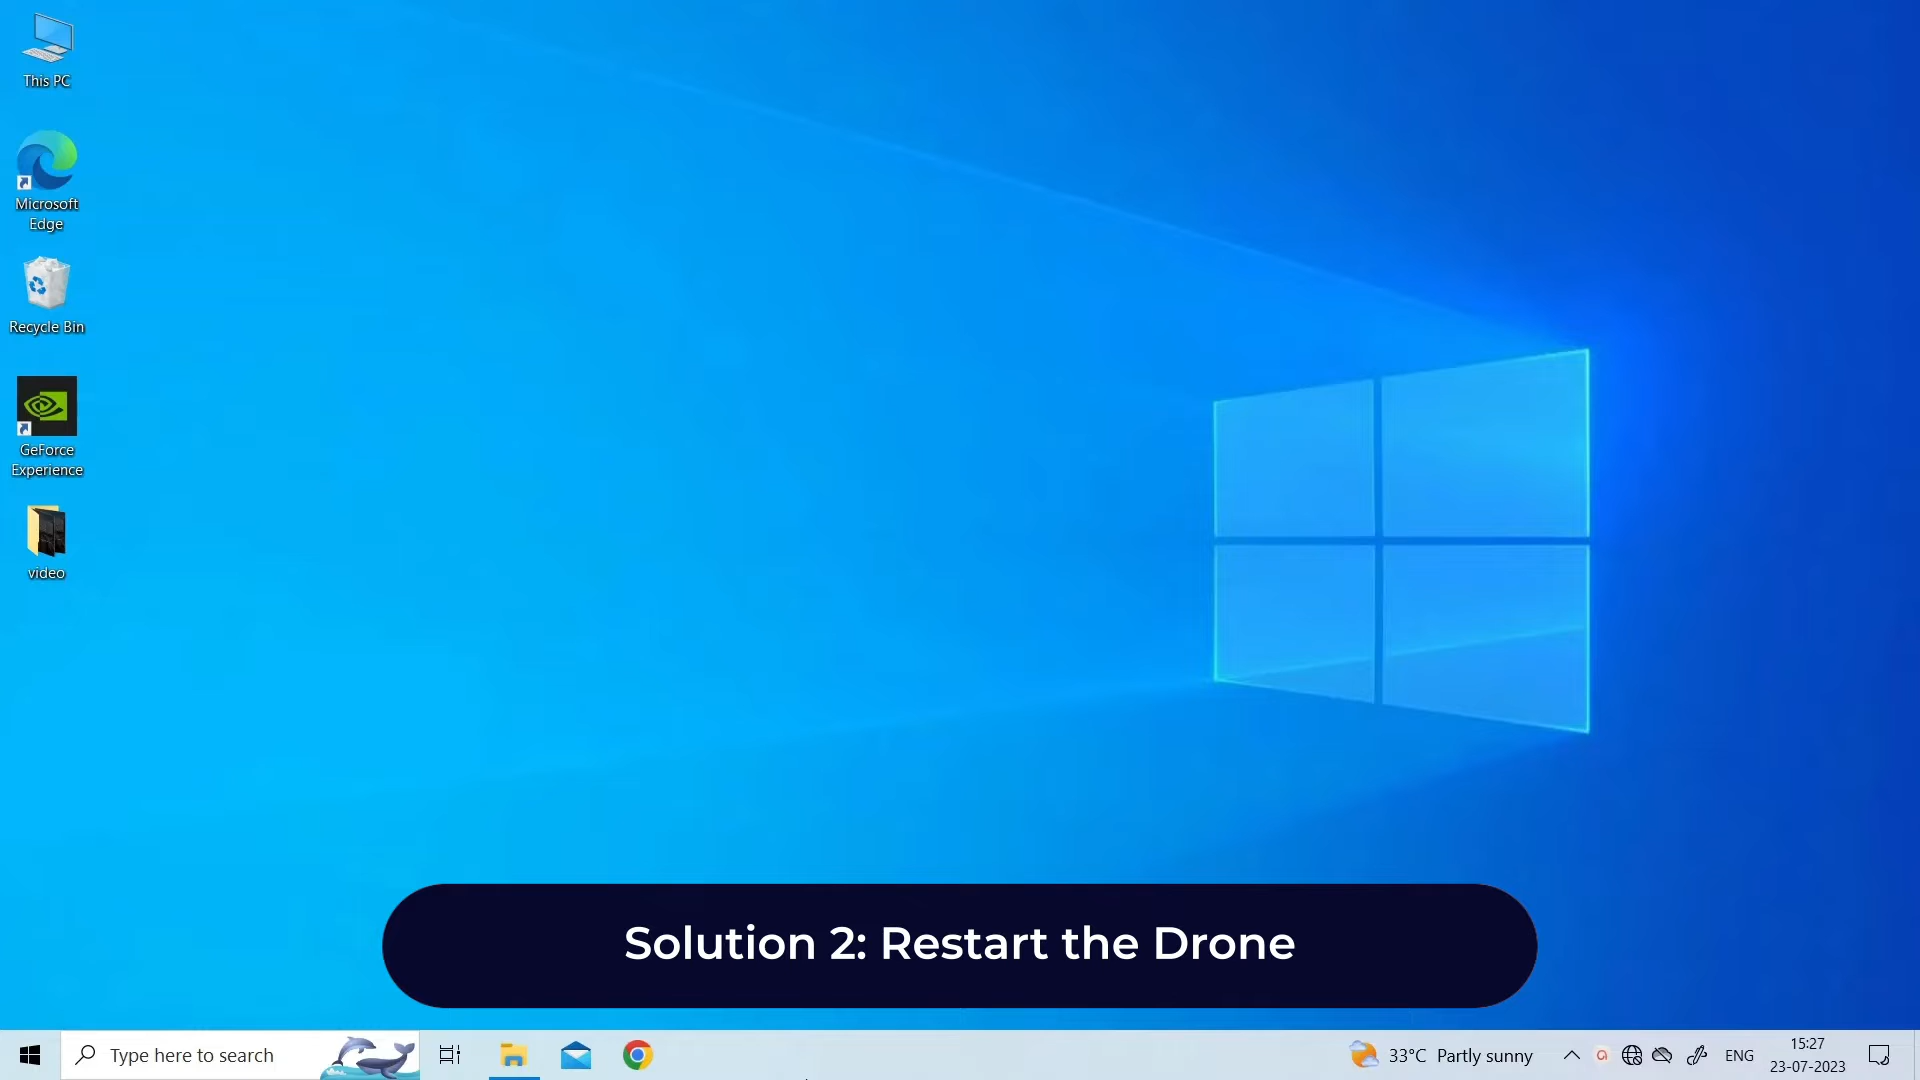 This PC
Microsoft
Edge
Recycle Bin
GeForce
Experience
video
Solution 2: Restart the Drone
Type here to search
33°C Partly sunny
ENG
15:27
23-07-2023